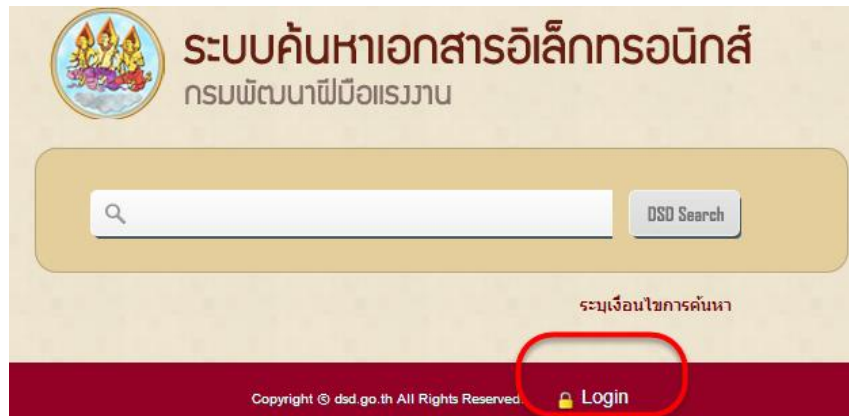 ระบบค้นหาเอกสารอิเล็กทรอนิกส์
กรมพัฒนาฝีมือแรงงาน
DSD Search
ระบุเงื่อนไขการค้นหา
Copyright © dsd.go.th All Rights Reserved. Login